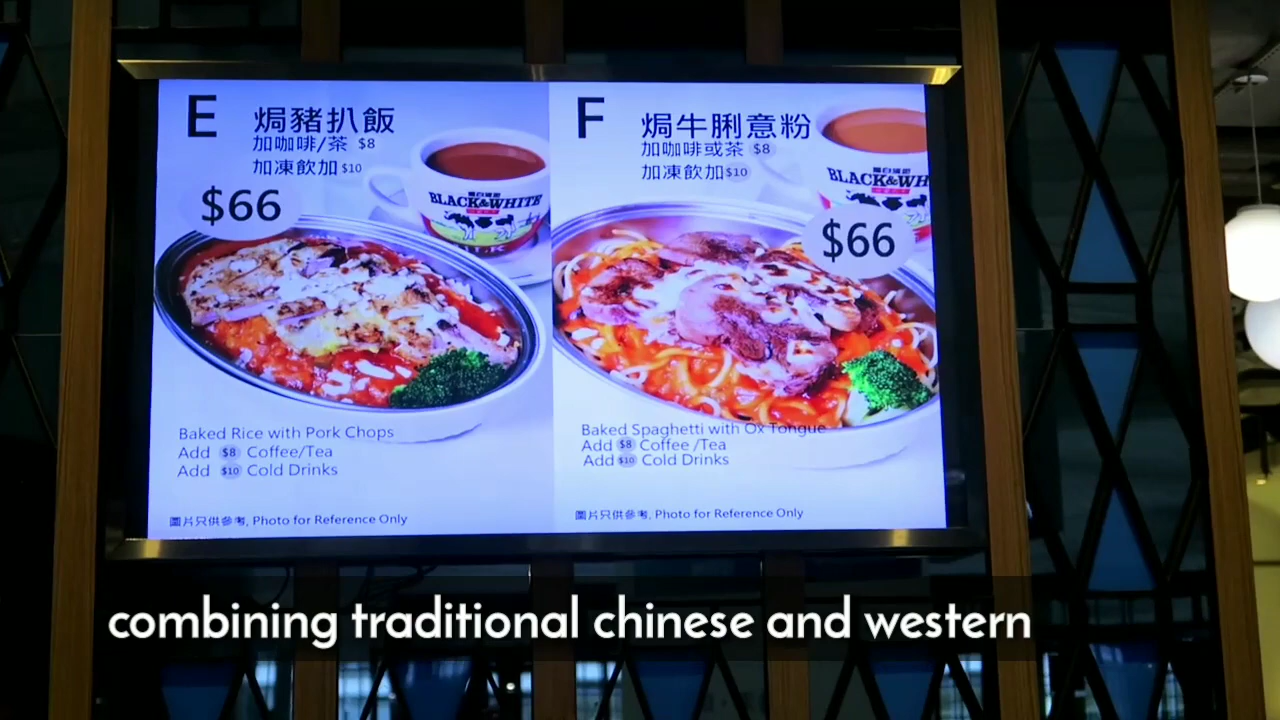 E
焗豬扒飯
加咖啡/茶 $8
加凍飲加 $10
$66
BLACK&WHITE
Baked Rice with Pork Chops
Add $8 Coffee/Tea
Add $10 Cold Drinks
圖片只供參考, Photo for Reference Only
F
焗牛脷意粉
加咖啡或茶 $8
加凍飲加 $10
BLACK&WH
$66
Baked Spaghetti with Ox Tongue
Add $8 Coffee /Tea
Add $10 Cold Drinks
圖片只供參考, Photo for Reference Only
combining traditional chinese and western